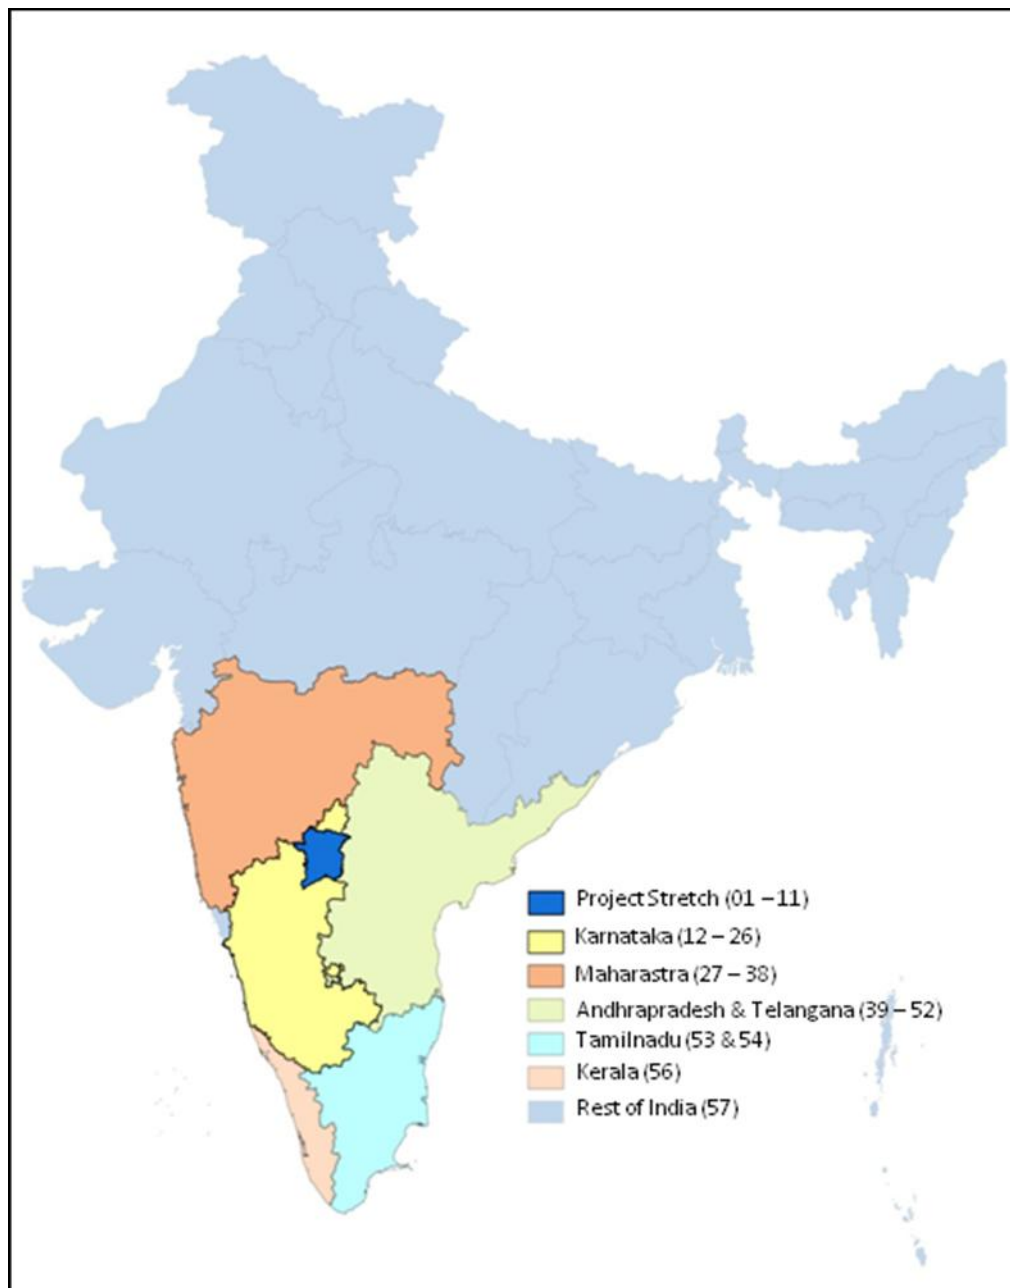 Project Stretch (01 – 11)
Karnataka (12 – 26)
Maharastra (27 – 38)
Andhrapradesh & Telangana (39 – 52)
Tamilnadu (53 & 54)
Kerala (56)
Rest of India (57)